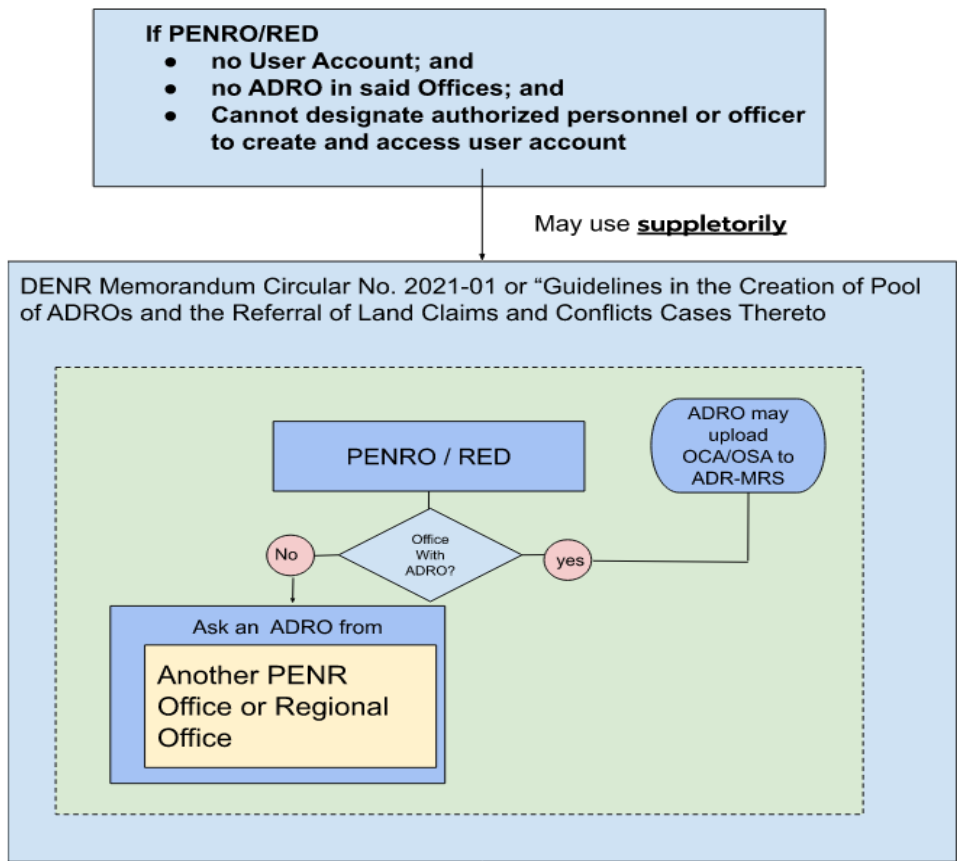 If PENRO/RED
● no User Account; and
● no ADRO in said Offices; and
● Cannot designate authorized personnel or officer
to create and access user account
May use suppletorily
DENR Memorandum Circular No. 2021-01 or “Guidelines in the Creation of Pool
of ADROs and the Referral of Land Claims and Conflicts Cases Thereto
PENRO / RED
ADRO may
upload
OCA/OSA to
ADR-MRS
Office
With
ADRO?
No
yes
Ask an ADRO from
Another PENR
Office or Regional
Office